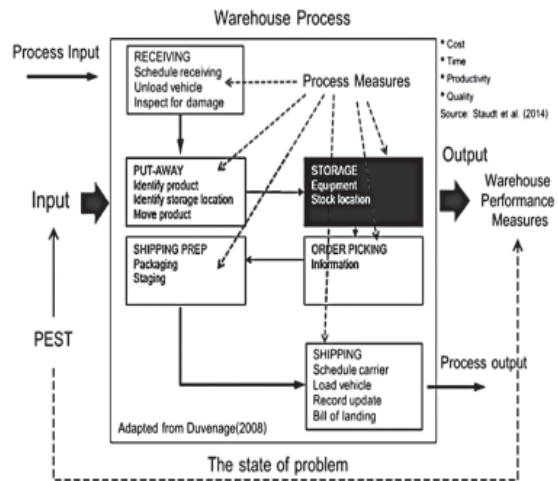 Warehouse Process
Process Input
RECEIVING
Schedule receiving
Unload vehicle
Inspect for damage
Process Measures
* Cost
* Time
* Productivity
* Quality
Source: Staudt et al. (2014)
Input
PUT-AWAY
Identify product
Identify storage location
Move product
STORAGE
Equipment
Stock location
Output
Warehouse
Performance
Measures
SHIPPING PREP
Packaging
Staging
ORDER PICKING
Information
PEST
SHIPPING
Schedule carrier
Load vehicle
Record update
Bill of landing
Process output
Adapted from Duvenage(2008)
The state of problem